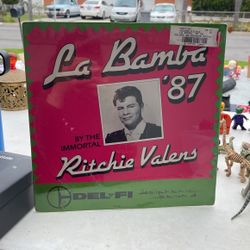 La Bamba
'87
BY THE
IMMORTAL
Ritchie Valens
DEL-FI